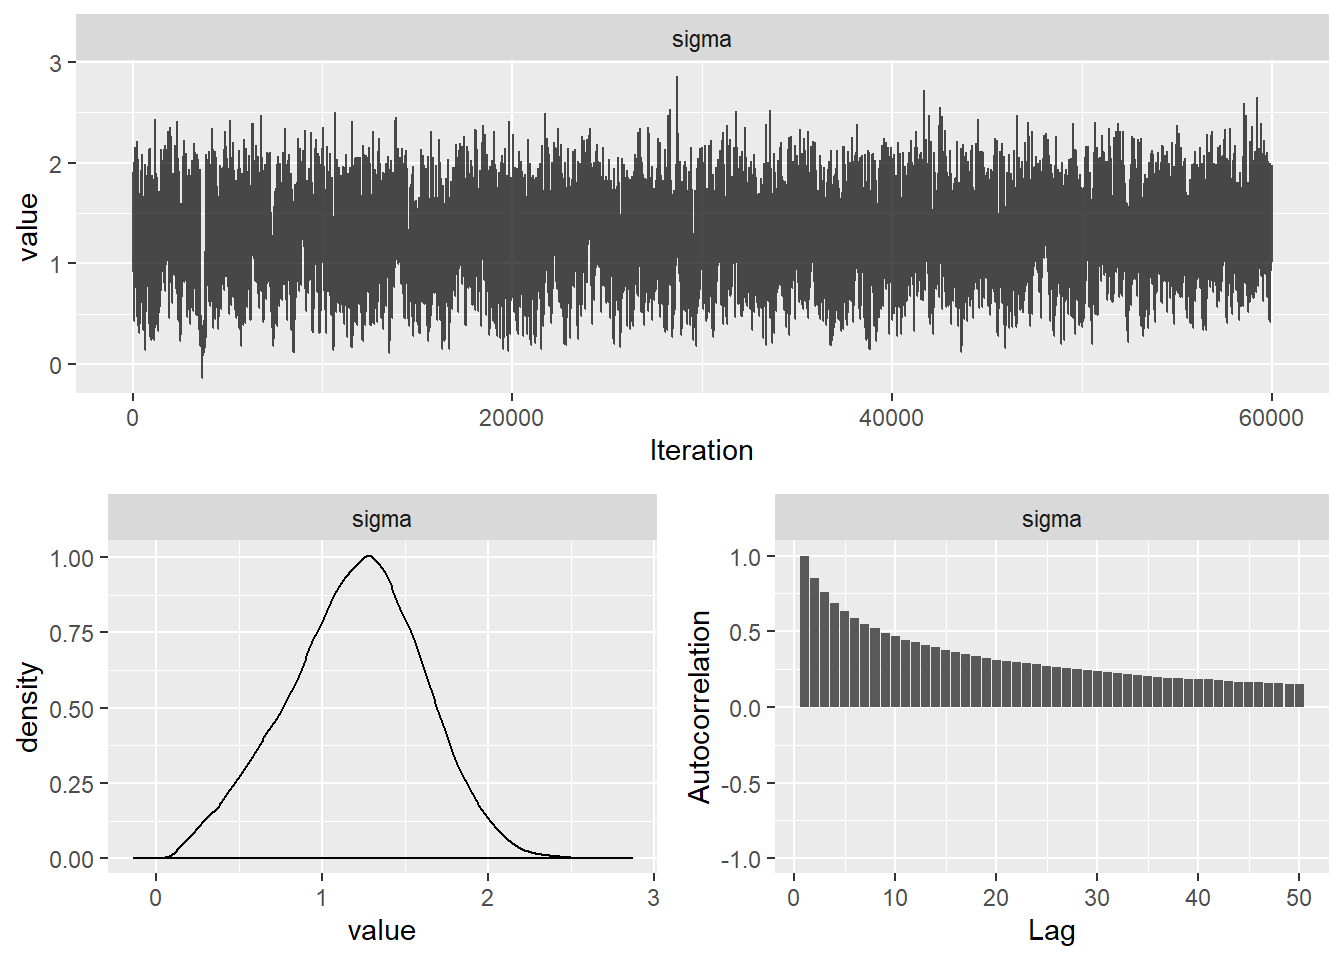 sigma
3
2
1
0
value
0 20000 40000 60000
Iteration
sigma
1.00
0.75
0.50
0.25
0.00
density
0 1 2 3
value
sigma
1.0
0.5
0.0
-0.5
-1.0
Autocorrelation
0 10 20 30 40 50
Lag